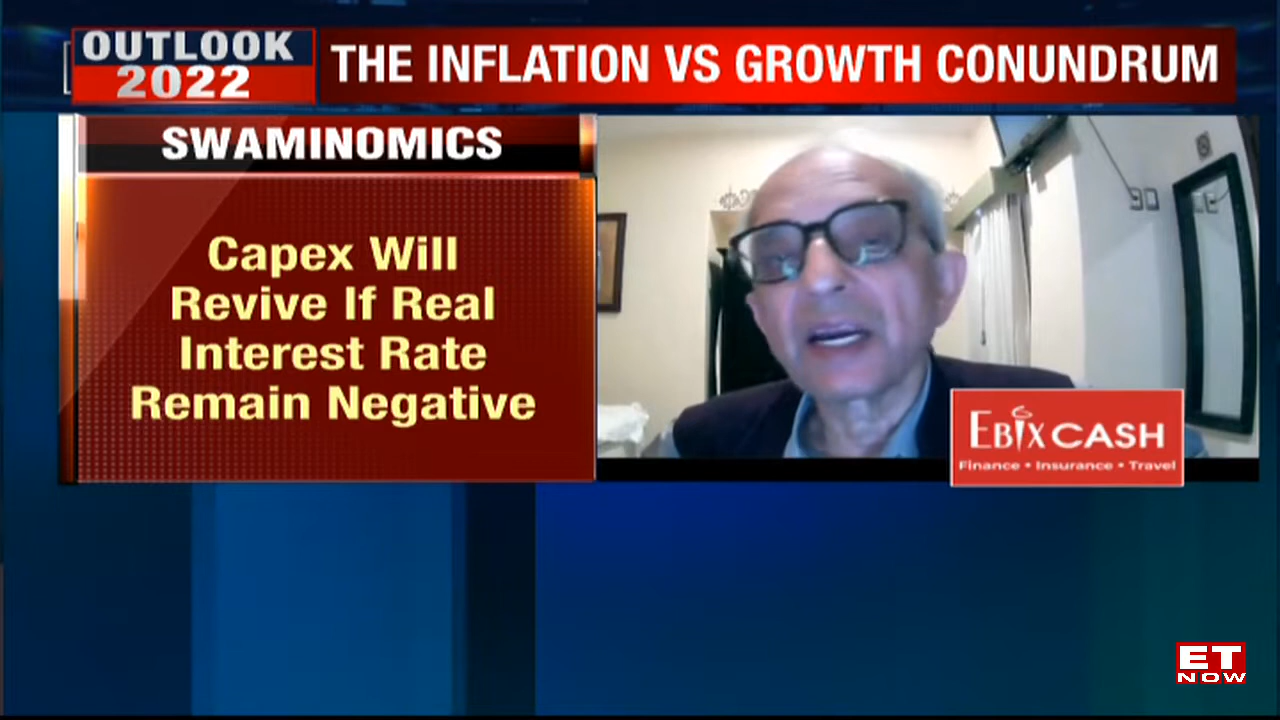 OUTLOOK
2022
THE INFLATION VS GROWTH CONUNDRUM
SWAMINOMICS
Capex Will
Revive If Real
Interest Rate
Remain Negative
EBIXCASH
Finance • Insurance • Travel
ET
NOW